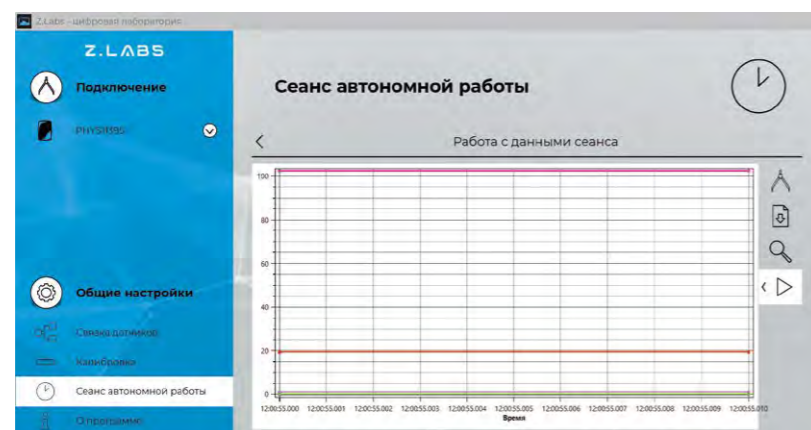 Z.Labs - цифровая лаборатория
Z.LABS
Подключение
Сеанс автономной работы
Работа с данными сеанса
100
80
60
40
20
0
Общие настройки
Связка датчиков
Калибровка
Сеанс автономной работы
О программе
12:00:55.000 12:00:55.001 12:00:55.002 12:00:55.003 12:00:55.004 12:00:55.005 12:00:55.006 12:00:55.007 12:00:55.008 12:00:55.009 12:00:55.010
Время